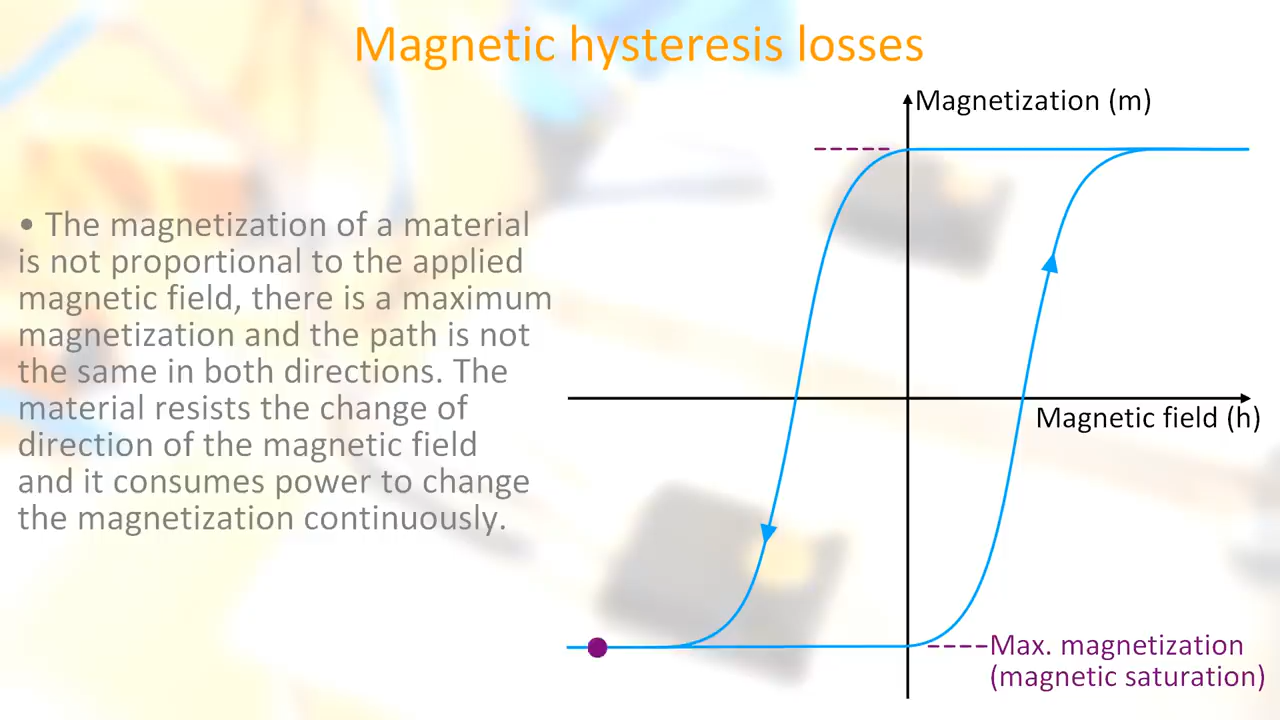 Magnetic hysteresis losses
Magnetization (m)
• The magnetization of a material
is not proportional to the applied
magnetic field, there is a maximum
magnetization and the path is not
the same in both directions. The
material resists the change of
direction of the magnetic field
and it consumes power to change
the magnetization continuously.
Magnetic field (h)
Max. magnetization
(magnetic saturation)